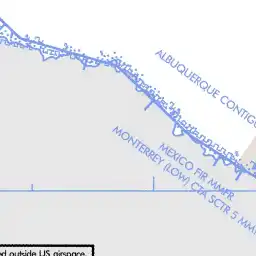 ALBUQUERQUE CONTIG
MEXICO FIR MMFR
MONTERREY (LOW) CTA SCTR 5 MM
outside US airspace.